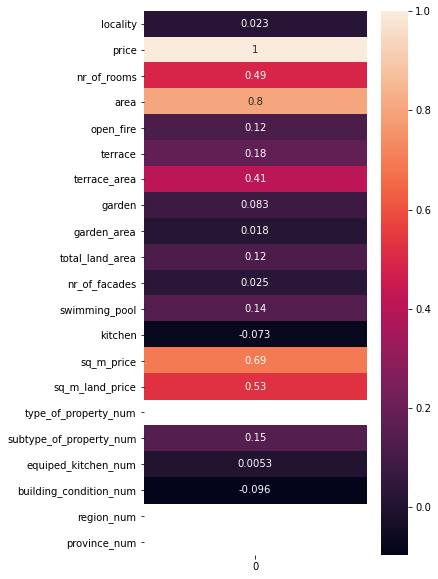 locality 0.023
price 1
nr_of_rooms 0.49
area 0.8
open_fire 0.12
terrace 0.18
terrace_area 0.41
garden 0.083
garden_area 0.018
total_land_area 0.12
nr_of_facades 0.025
swimming_pool 0.14
kitchen -0.073
sq_m_price 0.69
sq_m_land_price 0.53
type_of_property_num
subtype_of_property_num 0.15
equiped_kitchen_num 0.0053
building_condition_num -0.096
region_num
province_num
0
1.0
0.8
0.6
0.4
0.2
0.0